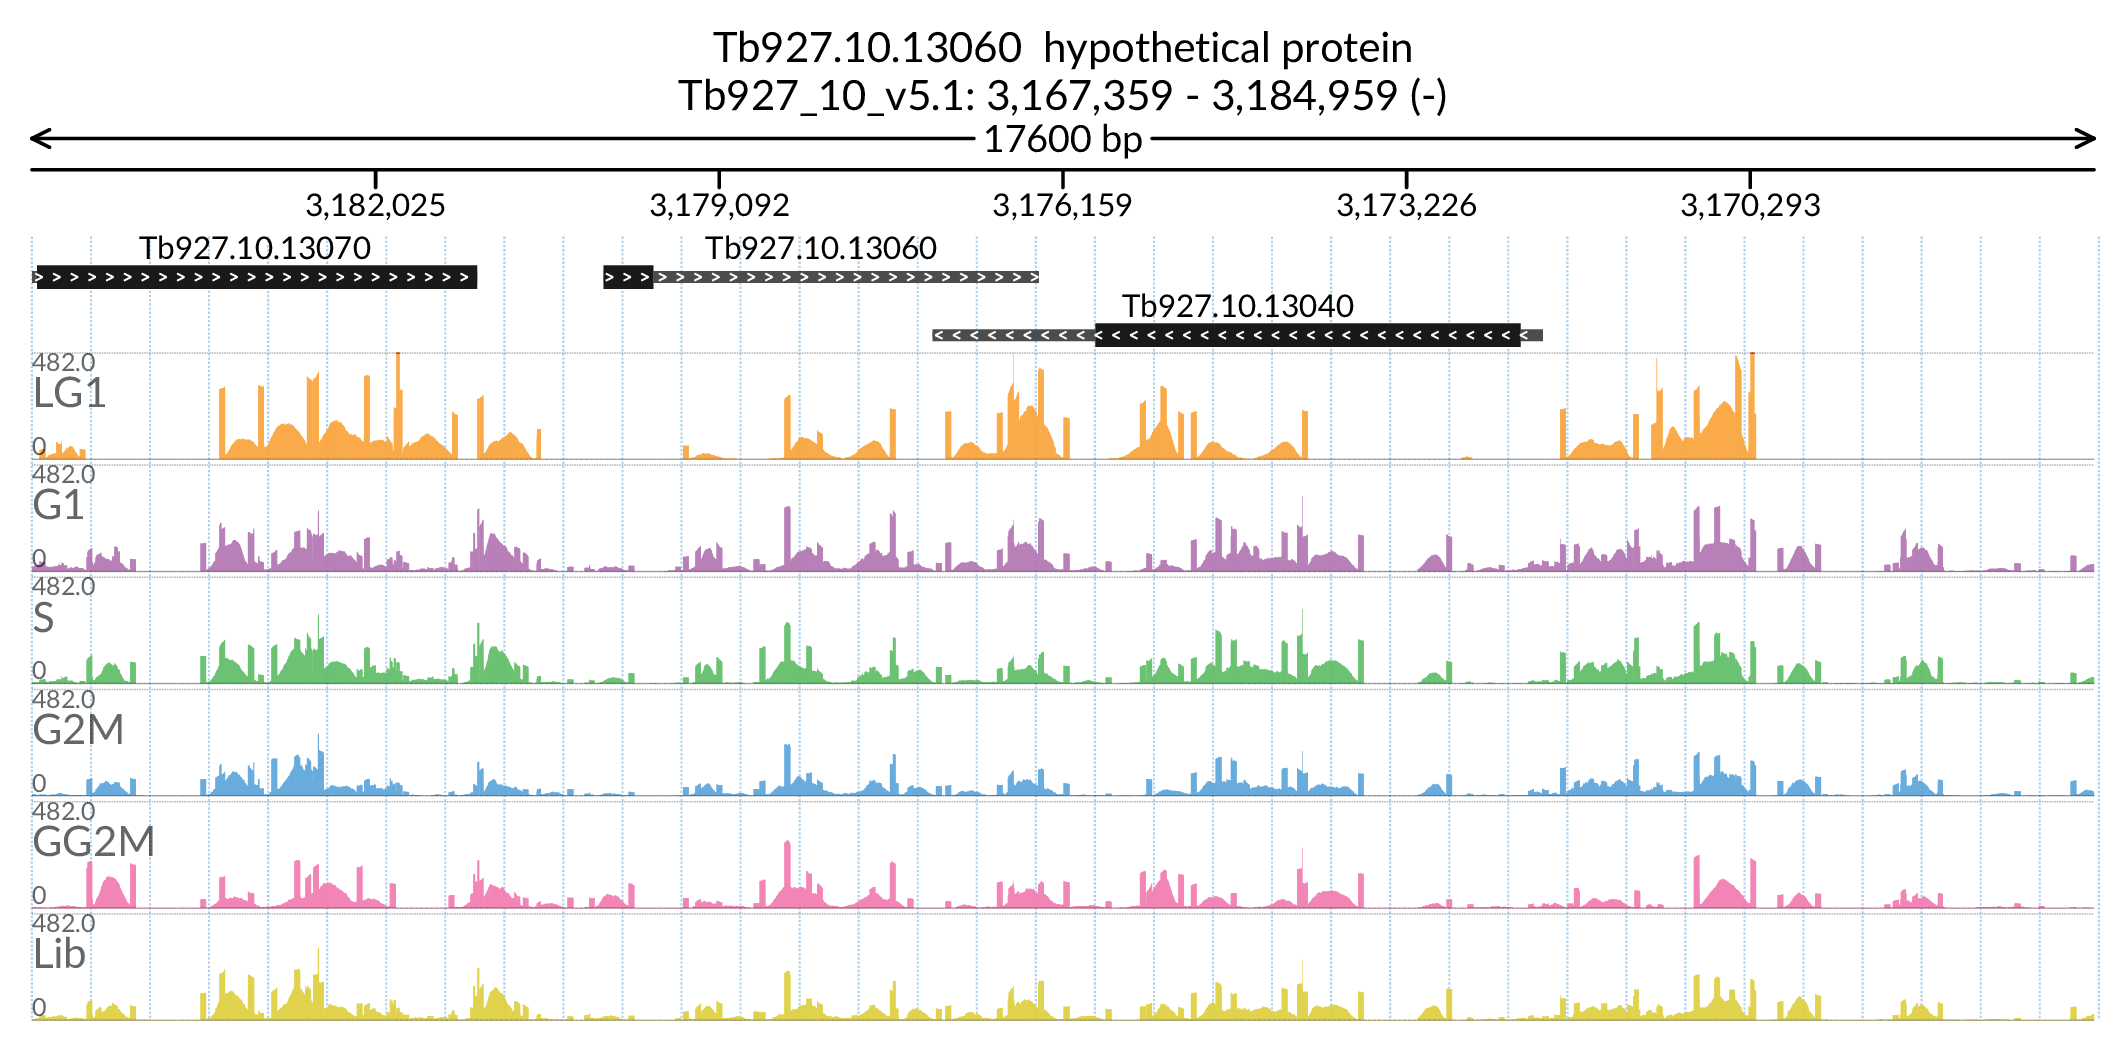 Tb927.10.13060  hypothetical protein
Tb927_10_v5.1: 3,167,359 - 3,184,959 (-)
17600 bp
3,182,025 3,179,092 3,176,159 3,173,226 3,170,293
Tb927.10.13070 Tb927.10.13060
Tb927.10.13040
482.0
LG1
0
482.0
G1
0
482.0
S
0
482.0
G2M
0
482.0
GG2M
0
482.0
Lib
0